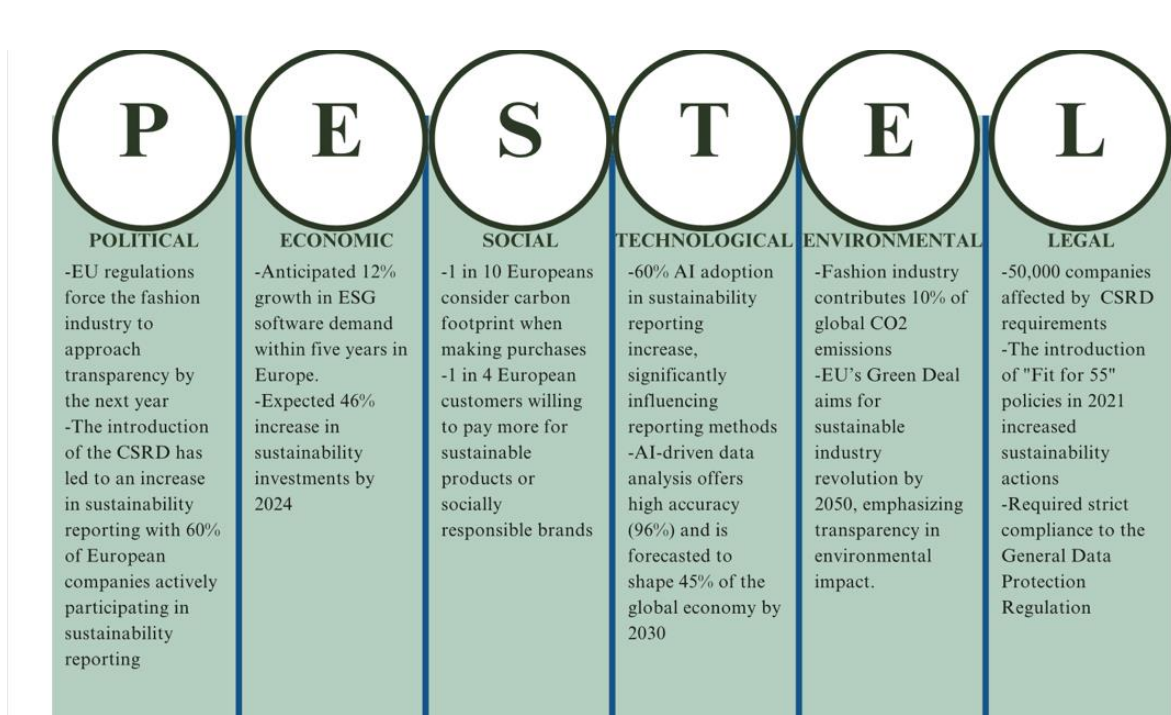 P
E
S
T
E
L
POLITICAL
-EU regulations
force the fashion
industry to
approach
transparency by
the next year
-The introduction
of the CSRD has
led to an increase
in sustainability
reporting with 60%
of European
companies actively
participating in
sustainability
reporting
ECONOMIC
-Anticipated 12%
growth in ESG
software demand
within five years in
Europe.
-Expected 46%
increase in
sustainability
investments by
2024
SOCIAL
-1 in 10 Europeans
consider carbon
footprint when
making purchases
-1 in 4 European
customers willing
to pay more for
sustainable
products or
socially
responsible brands
TECHNOLOGICAL
-60% AI adoption
in sustainability
reporting
increase,
significantly
influencing
reporting methods
-AI-driven data
analysis offers
high accuracy
(96%) and is
forecasted to
shape 45% of the
global economy by
2030
ENVIRONMENTAL
-Fashion industry
contributes 10% of
global CO2
emissions
-EU’s Green Deal
aims for
sustainable
industry
revolution by
2050, emphasizing
transparency in
environmental
impact.
LEGAL
-50,000 companies
affected by CSRD
requirements
-The introduction
of "Fit for 55"
policies in 2021
increased
sustainability
actions
-Required strict
compliance to the
General Data
Protection
Regulation